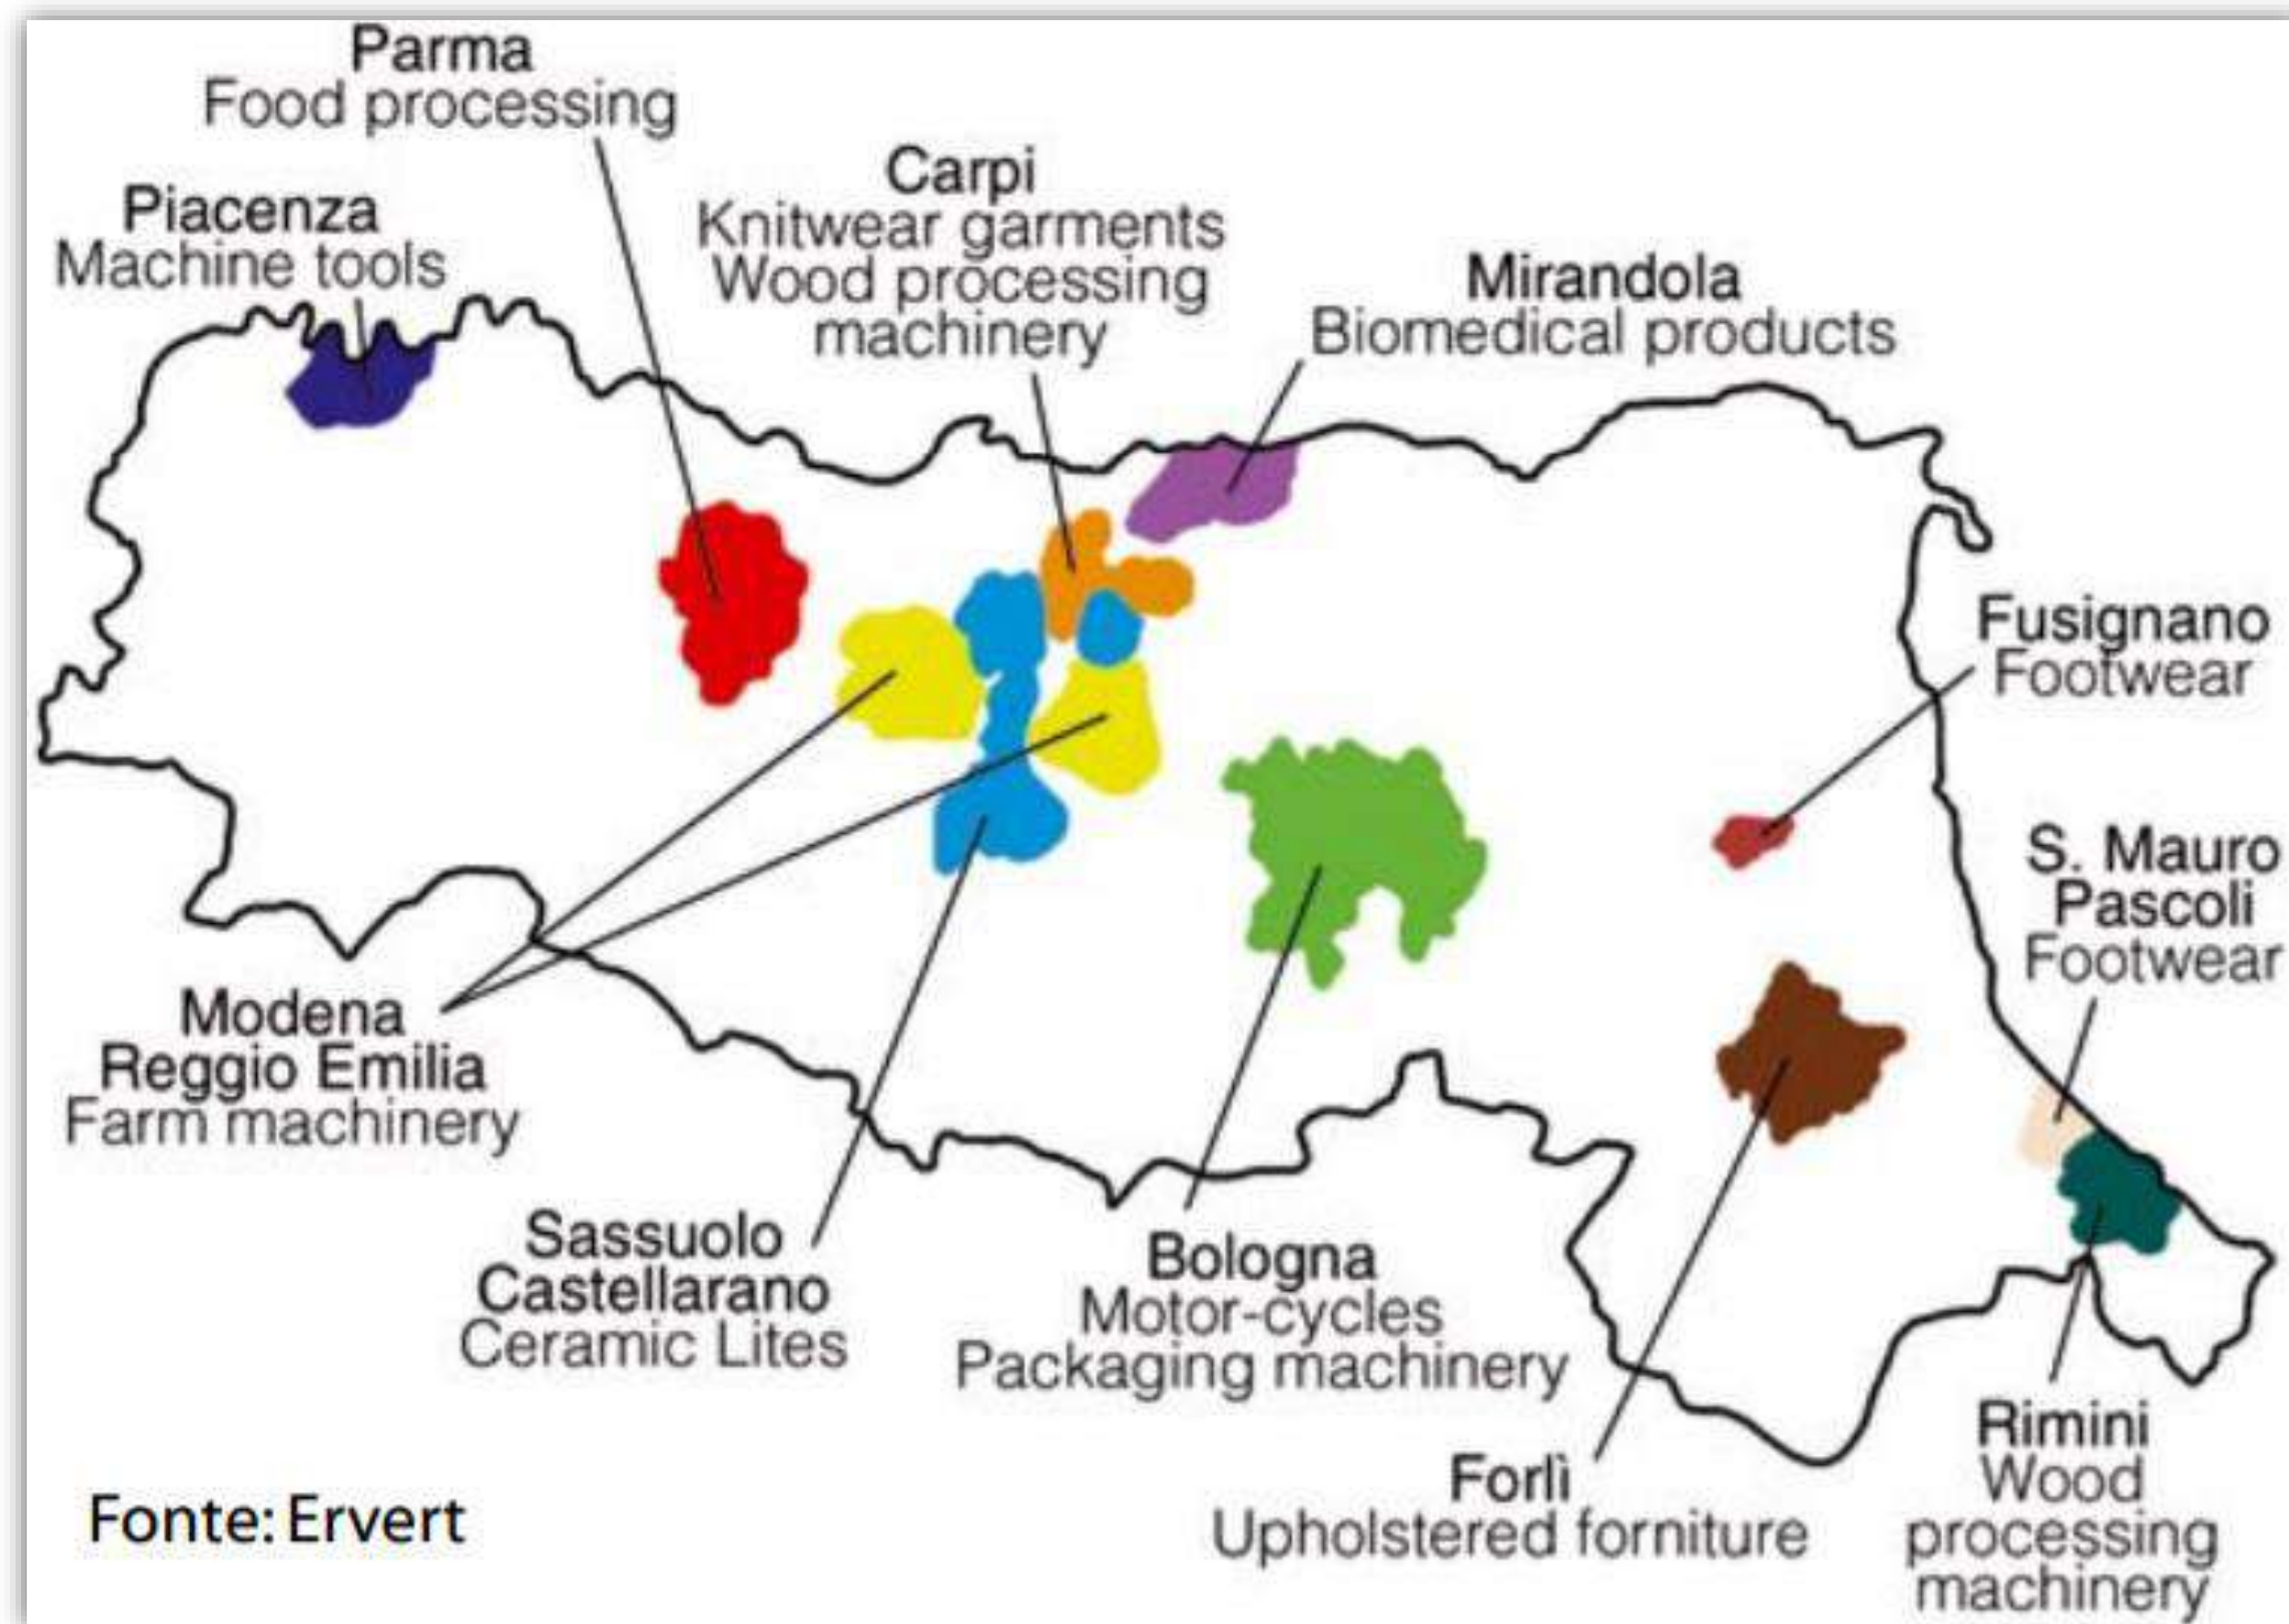 Parma
Food processing
Piacenza
Machine tools
Carpi
Knitwear garments
Wood processing
machinery
Mirandola
Biomedical products
Fusignano
Footwear
S. Mauro
Pascoli
Footwear
Modena
Reggio Emilia
Farm machinery
Sassuolo
Castellarano
Ceramic Lites
Bologna
Motor-cycles
Packaging machinery
Forlì
Upholstered forniture
Rimini
Wood
processing
machinery
Fonte: Ervert